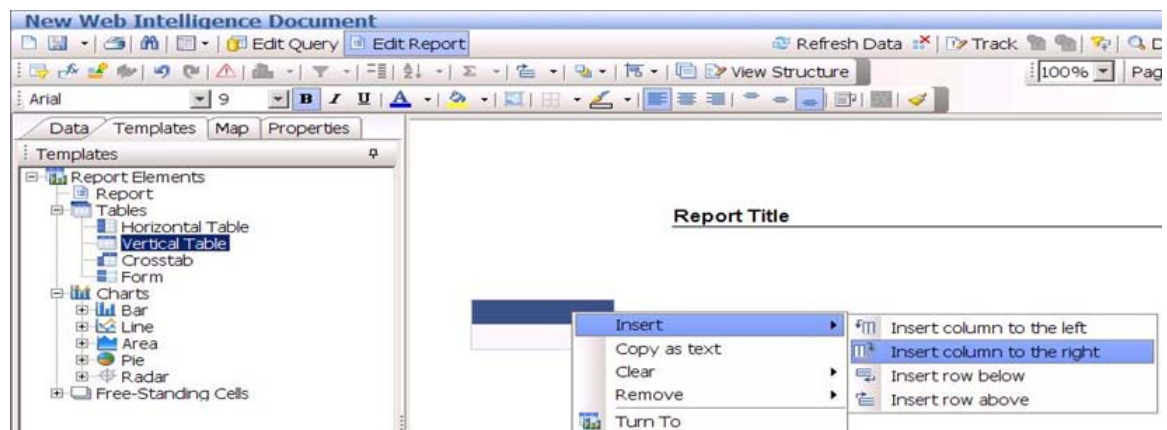 New Web Intelligence Document
Edit Query Edit Report Refresh Data Track
View Structure 100% Pag
Arial 9 B I U A
Data Templates Map Properties
Templates
Report Elements
Report
Tables
Horizontal Table
Vertical Table
Crosstab
Form
Charts
Bar
Line
Area
Pie
Radar
Free-Standing Cells
Report Title
Insert
Copy as text
Clear
Remove
Turn To
Insert column to the left
Insert column to the right
Insert row below
Insert row above